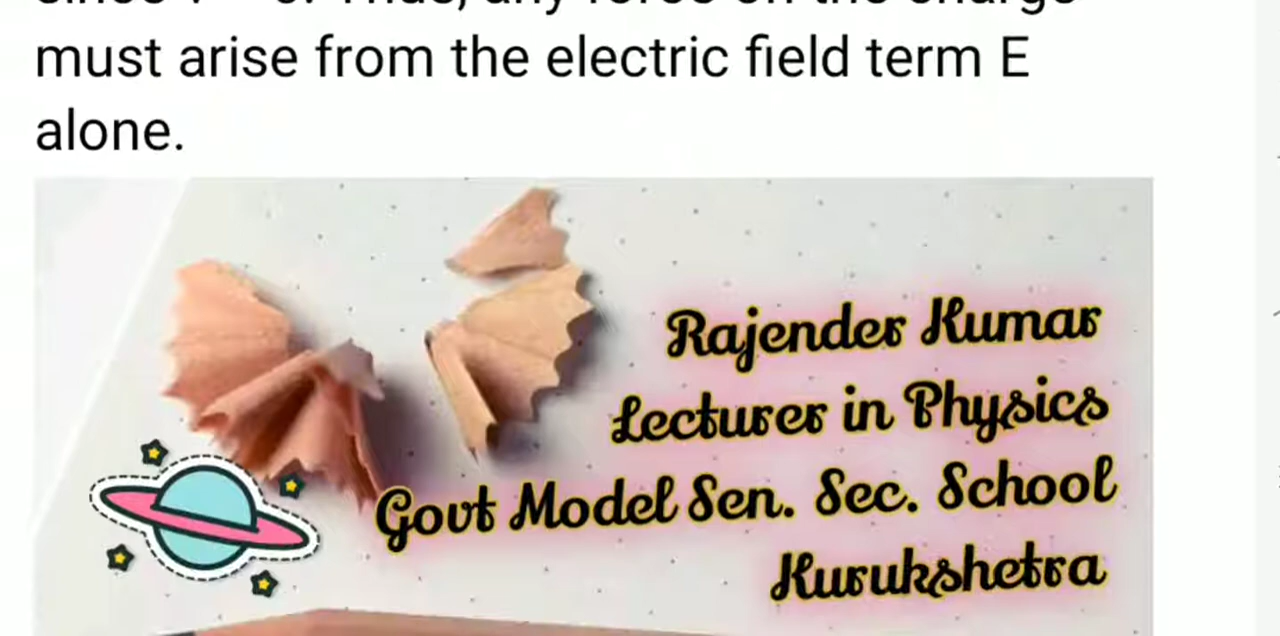 must arise from the electric field term E
alone.
Rajender Kumar
Lecturer in Physics
Govt Model Sen. Sec. School
Kurukshetra